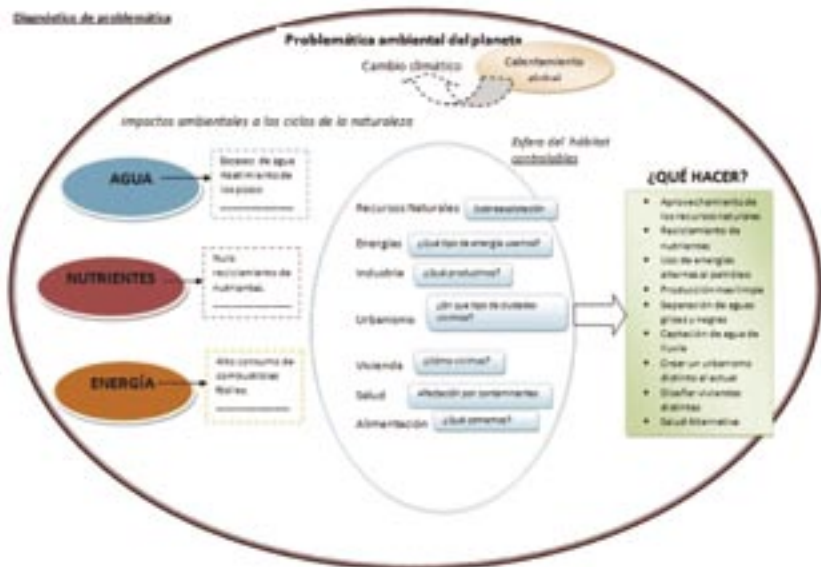 Diagnóstico de problemática
Problemática ambiental del planeta
Cambio climático
Calentamiento
global
Impactos ambientales a los ciclos de la naturaleza
Esfera del hábitat
controlables
AGUA
Escasez de agua
Abatimiento de
los pozos
NUTRIENTES
Nulo
reciclamiento de
nutrientes.
ENERGÍA
Alto consumo de
combustibles
fósiles.
Recursos Naturales
Sobreexplotación
Energías
¿Qué tipo de energía usamos?
Industria
¿Qué producimos?
Urbanismo
¿En que tipo de ciudades
vivimos?
Vivienda
¿Cómo vivimos?
Salud
Afectación por contaminantes
Alimentación
¿Qué comemos?
¿QUÉ HACER?
Aprovechamiento de
los recursos naturales
Reciclamiento de
nutrientes
Uso de energías
alternas al petróleo
Producción mas limpia
Separación de aguas
grises y negras
Captación de agua de
lluvia
Crear un urbanismo
distinto al actual
Diseñar viviendas
distintas
Salud Alternativa